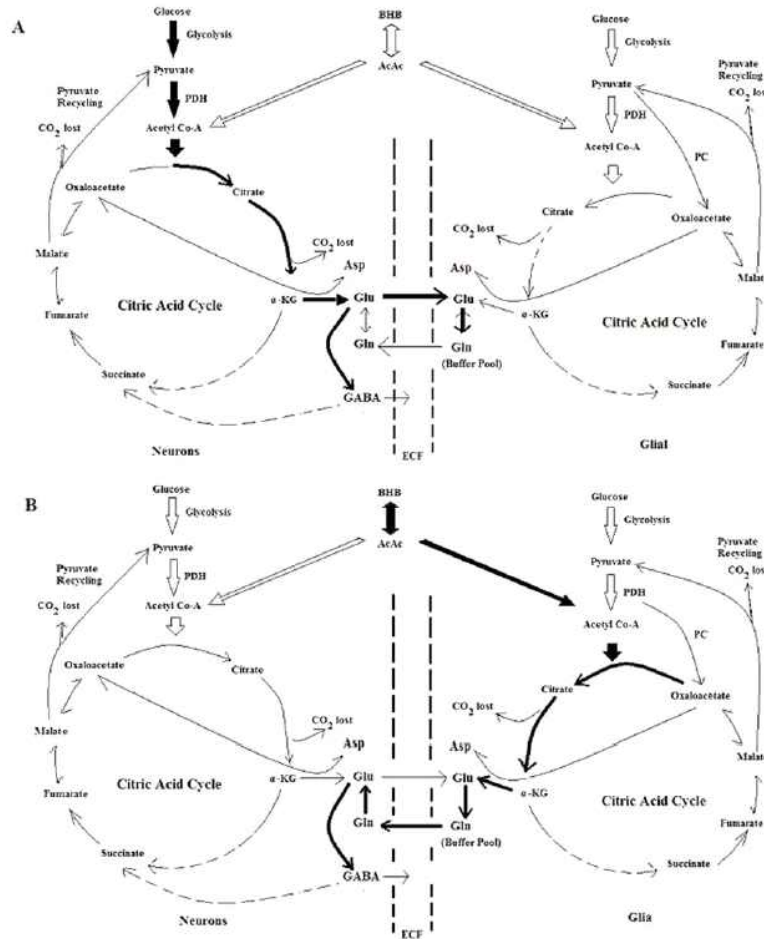 A
Glucose
Glycolysis
Pyruvate
Pyruvate
Recycling
PDH
CO2 lost
Acetyl Co-A
Oxaloacetate
Citrate
CO2 lost
Malate
Asp
Citric Acid Cycle
α-KG
Glu
Fumarate
Gln
Succinate
GABA
Neurons
BHB
AcAc
ECF
Glucose
Glycolysis
Pyruvate
Pyruvate
Recycling
CO2 lost
PDH
Acetyl Co-A
PC
Citrate
Oxaloacetate
CO2 lost
Asp
Malate
Glu
α-KG
Citric Acid Cycle
Gln
(Buffer Pool)
Fumarate
Succinate
Glial
B
Glucose
Glycolysis
Pyruvate
Pyruvate
Recycling
PDH
CO2 lost
Acetyl Co-A
Oxaloacetate
Citrate
CO2 lost
Malate
Asp
Citric Acid Cycle
α-KG
Glu
Fumarate
Gln
Succinate
GABA
Neurons
BHB
AcAc
ECF
Glucose
Glycolysis
Pyruvate
Pyruvate
Recycling
CO2 lost
PDH
Acetyl Co-A
PC
Citrate
Oxaloacetate
CO2 lost
Asp
Malate
Glu
α-KG
Citric Acid Cycle
Gln
(Buffer Pool)
Fumarate
Succinate
Glia